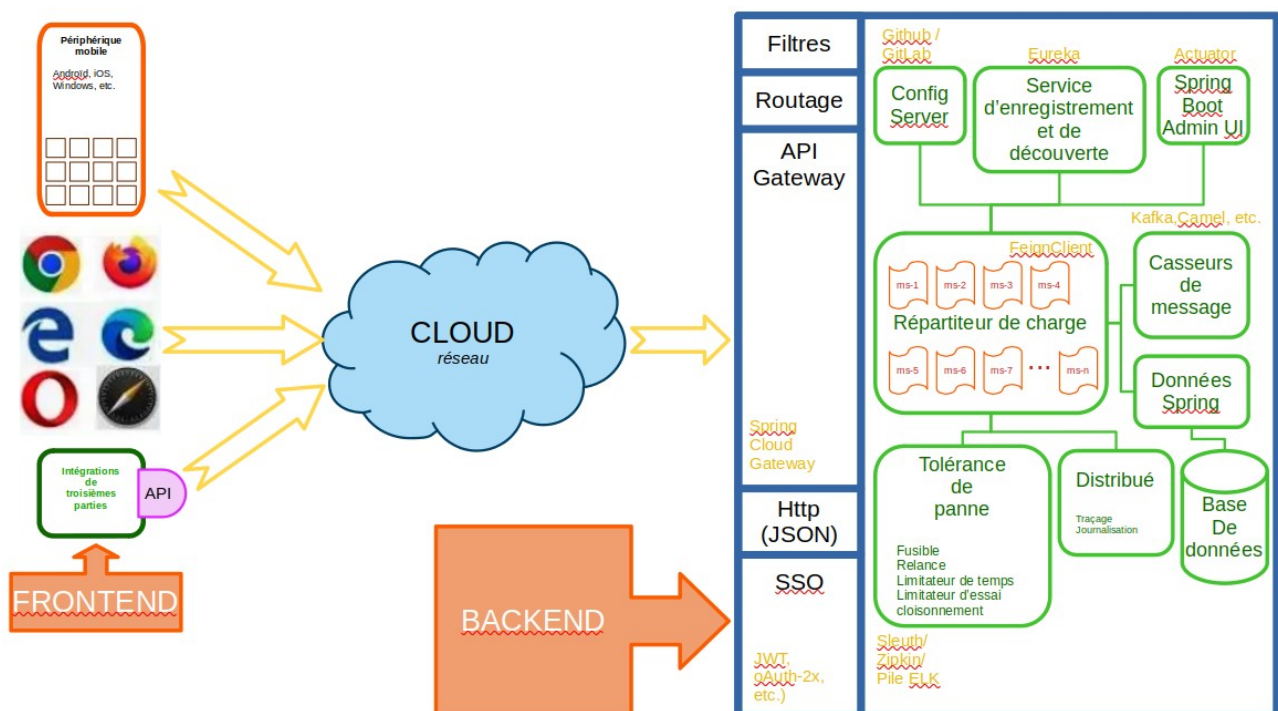 Périphérique
mobile
Androïd, iOS,
Windows, etc.
Intégrations
de
troisièmes
parties
API
FRONTEND
CLOUD
réseau
BACKEND
Filtres
Routage
API
Gateway
Spring
Cloud
Gateway
Http
(JSON)
SSO
JWT,
oAuth-2x,
etc.)
Github /
GitLab
Config
Server
Eureka
Service
d'enregistrement
et de
découverte
Actuator
Spring
Boot
Admin UI
FeignClient
ms-1 ms-2 ms-3 ms-4
Répartiteur de charge
ms-5 ms-6 ms-7 ... ms-n
Kafka,Camel, etc.
Casseurs
de
message
Données
Spring
Tolérance
de
panne
Fusible
Relance
Limitateur de temps
Limitateur d'essai
cloisonnement
Distribué
Traçage
Journalisation
Base
De
données
Sleuth/
Zipkin/
Pile ELK